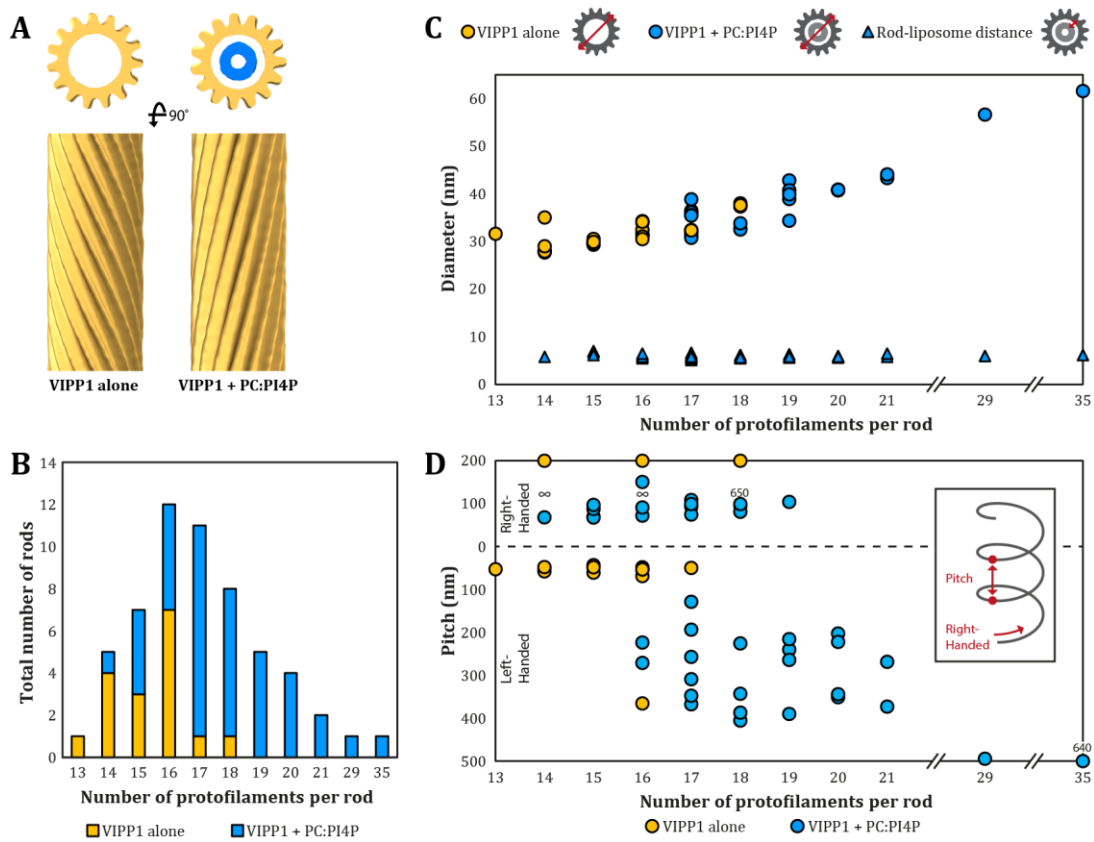 A
90°
VIPP1 alone
VIPP1 + PC:PI4P
B
Total number of rods
14
12
10
8
6
4
2
0
13 14 15 16 17 18 19 20 21 29 35
Number of protofilaments per rod
VIPP1 alone
VIPP1 + PC:PI4P
C
VIPP1 alone
VIPP1 + PC:PI4P
Rod-liposome distance
Diameter (nm)
60
50
40
30
20
10
0
13 14 15 16 17 18 19 20 21 29 35
Number of protofilaments per rod
D
Pitch (nm)
200
100
0
100
200
300
400
500
Right-
Handed
Left-
Handed
∞
∞
650
640
Pitch
Right-
Handed
13 14 15 16 17 18 19 20 21 29 35
Number of protofilaments per rod
VIPP1 alone
VIPP1 + PC:PI4P